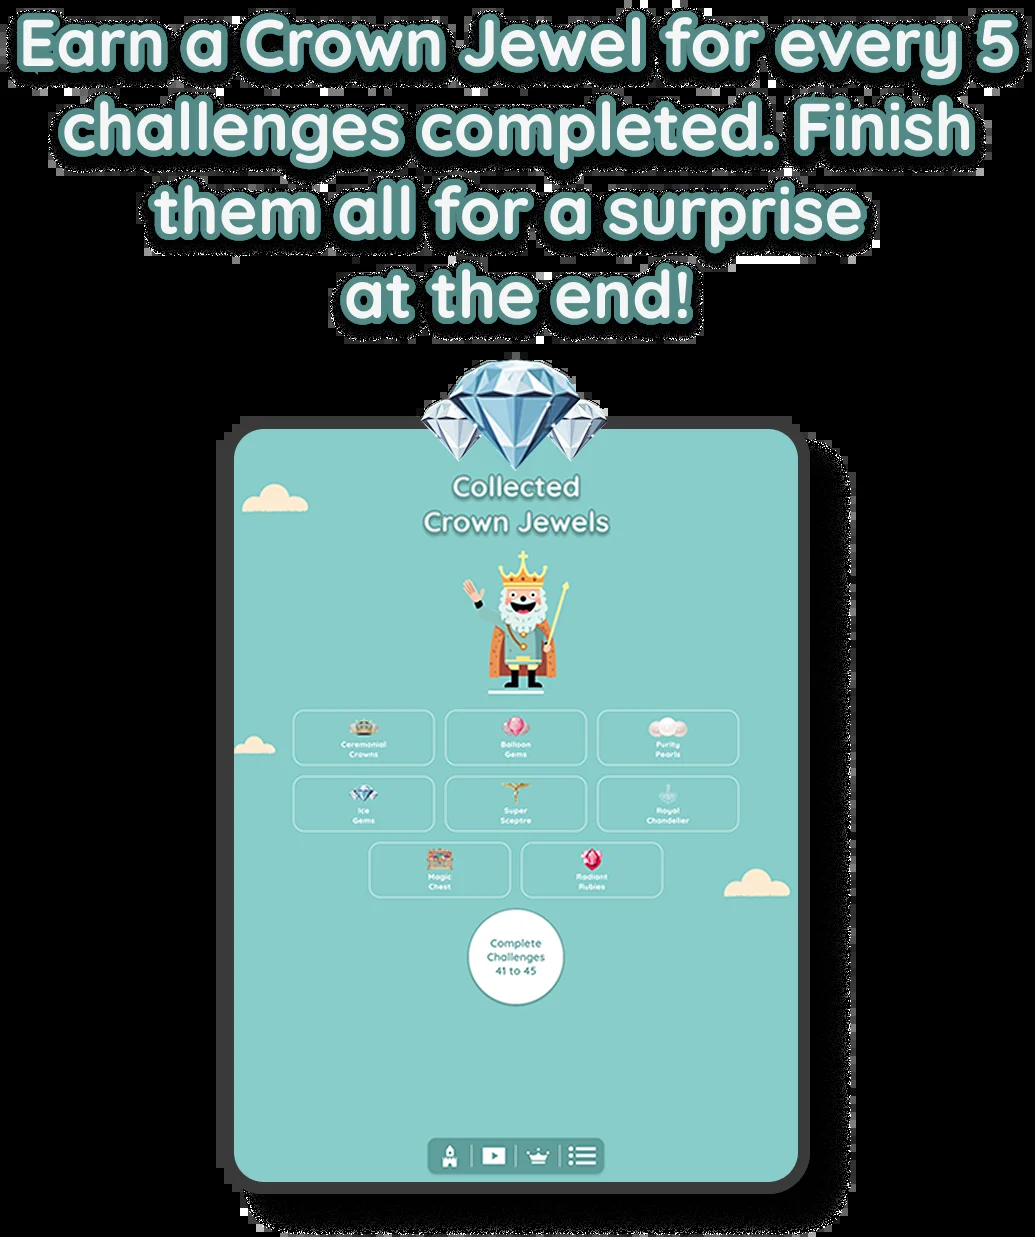 Earn a Crown Jewel for every 5
challenges completed. Finish
them all for a surprise
at the end!
Collected
Crown Jewels
Ceremonial
Crowns
Balloon
Gems
Purity
Pearls
Ice
Gems
Super
Sceptre
Royal
Chandelier
Magic
Chest
Radiant
Rubies
Complete
Challenges
41 to 45